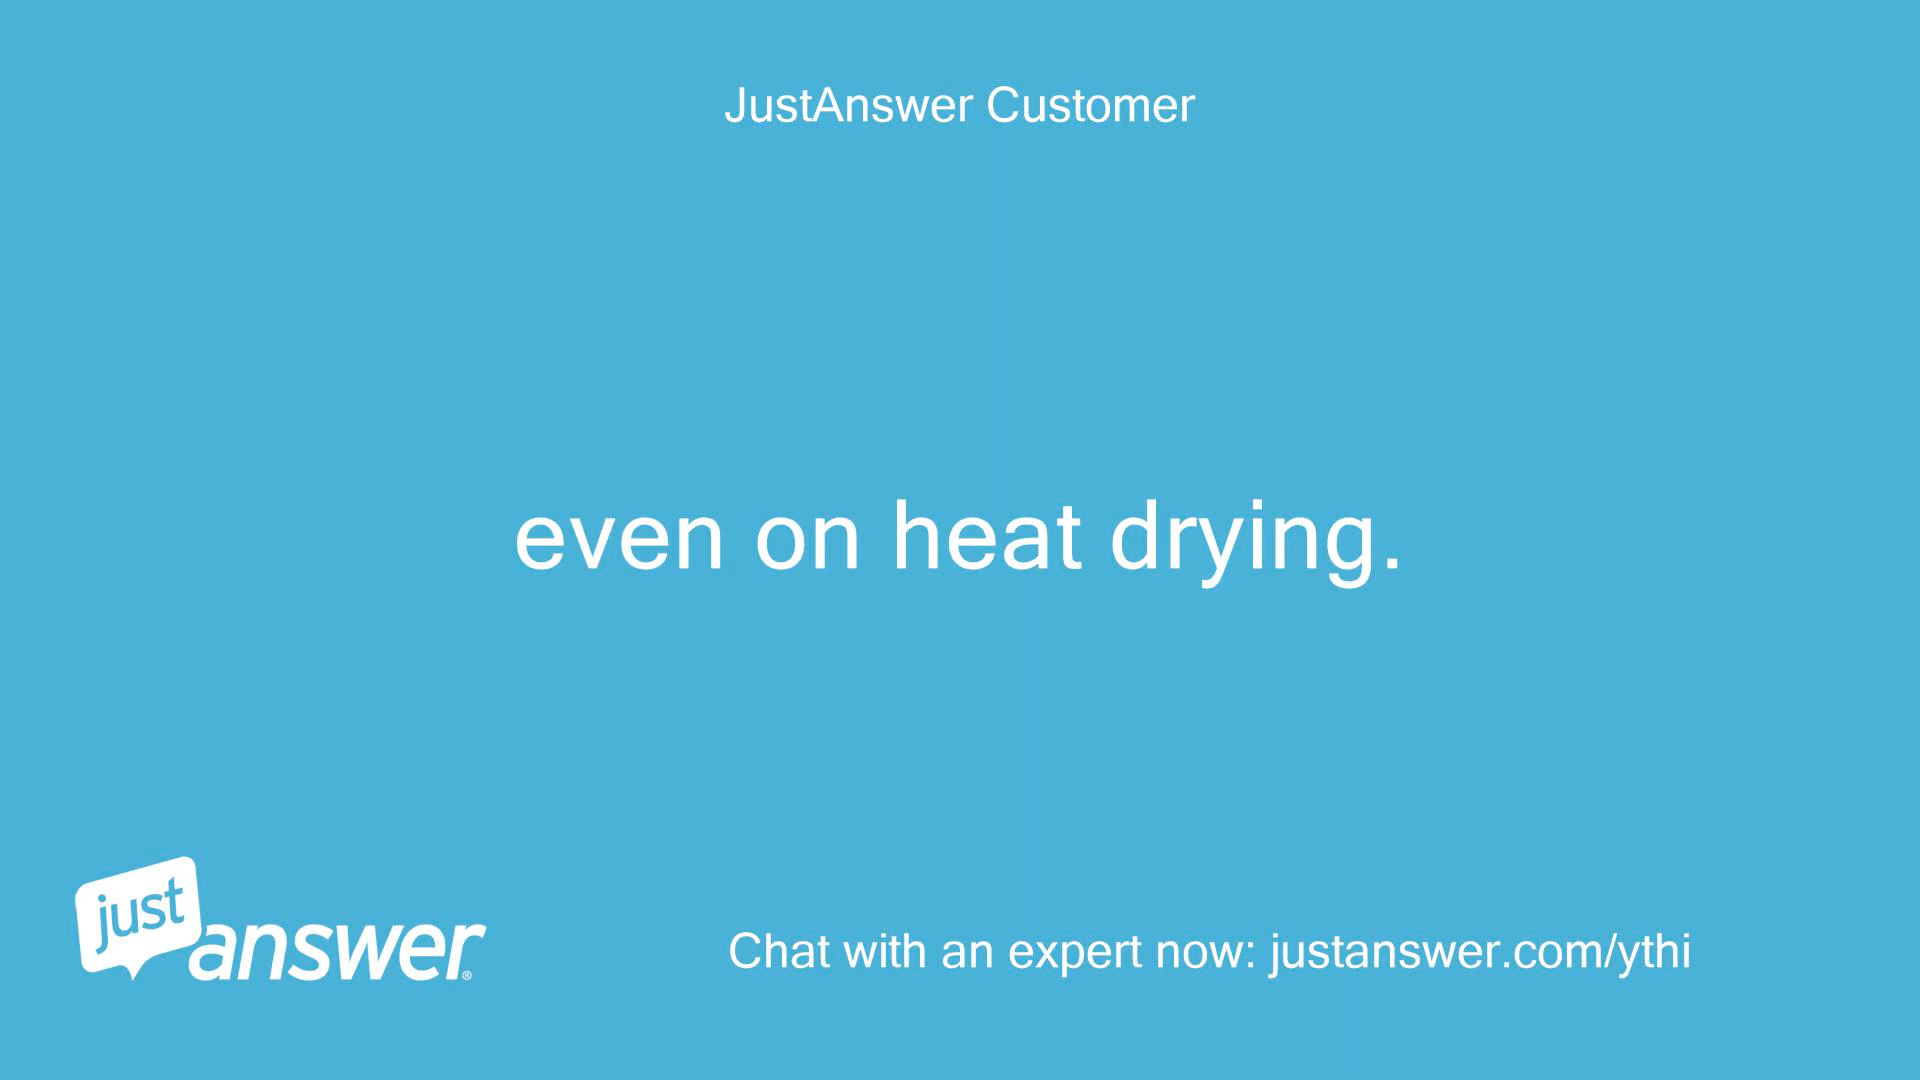 JustAnswer Customer
even on heat drying.
just
answer®
Chat with an expert now: justanswer.com/ythi